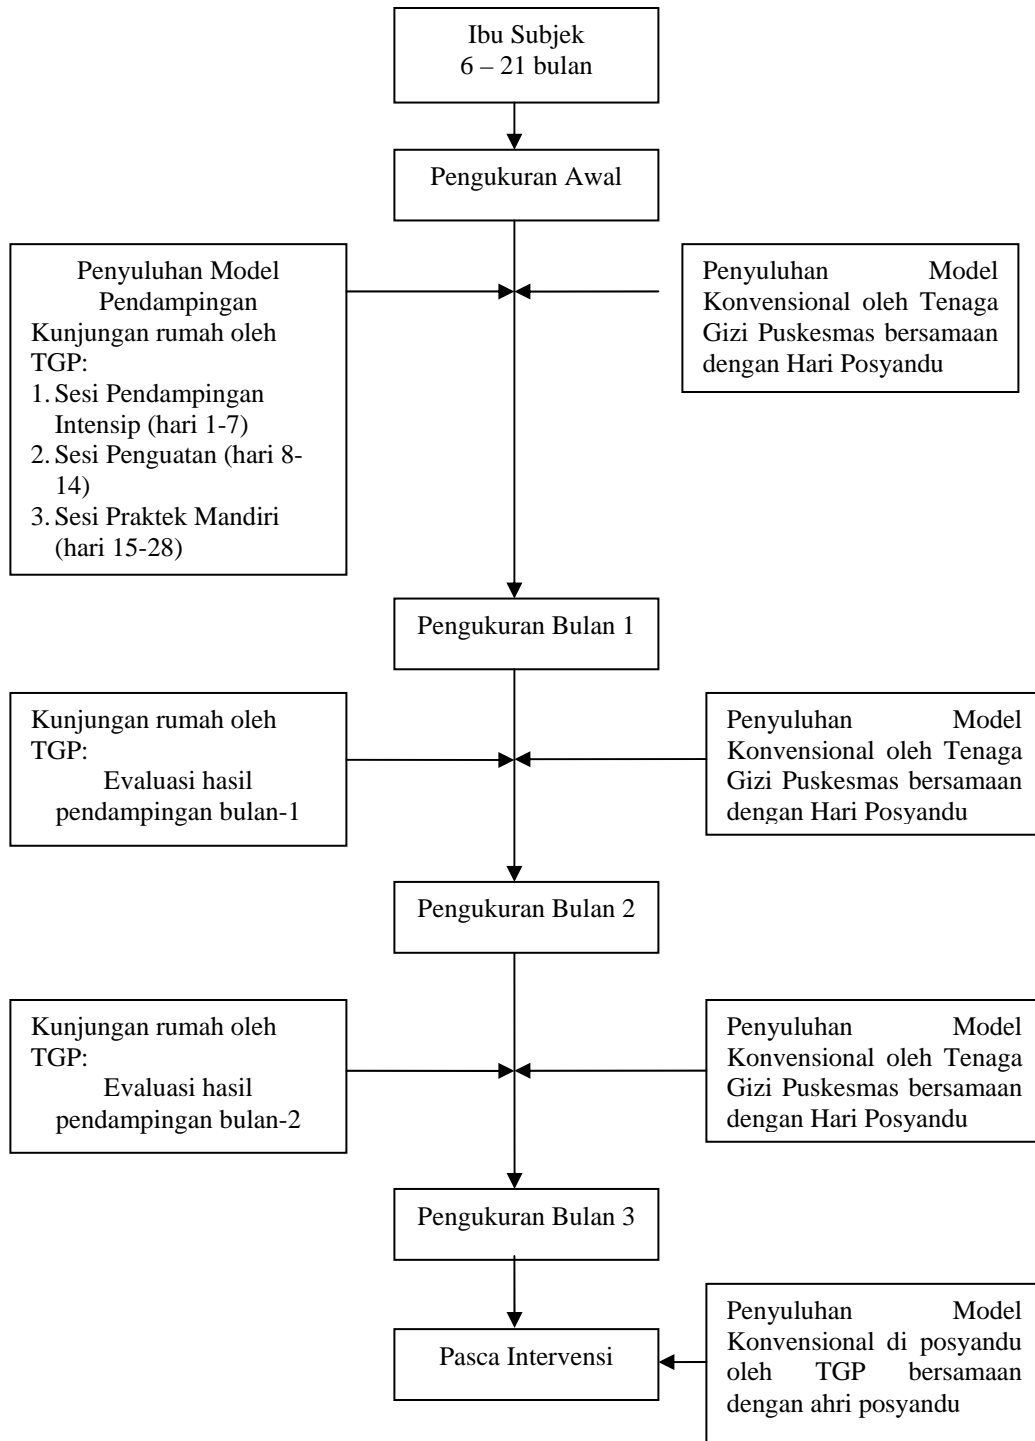 Ibu Subjek
6 – 21 bulan
Pengukuran Awal
Penyuluhan Model
Pendampingan
Kunjungan rumah oleh
TGP:
1. Sesi Pendampingan
Intensip (hari 1-7)
2. Sesi Penguatan (hari 8-
14)
3. Sesi Praktek Mandiri
(hari 15-28)
Penyuluhan Model
Konvensional oleh Tenaga
Gizi Puskesmas bersamaan
dengan Hari Posyandu
Pengukuran Bulan 1
Kunjungan rumah oleh
TGP:
Evaluasi hasil
pendampingan bulan-1
Penyuluhan Model
Konvensional oleh Tenaga
Gizi Puskesmas bersamaan
dengan Hari Posyandu
Pengukuran Bulan 2
Kunjungan rumah oleh
TGP:
Evaluasi hasil
pendampingan bulan-2
Penyuluhan Model
Konvensional oleh Tenaga
Gizi Puskesmas bersamaan
dengan Hari Posyandu
Pengukuran Bulan 3
Pasca Intervensi
Penyuluhan Model
Konvensional di posyandu
oleh TGP bersamaan
dengan ahri posyandu